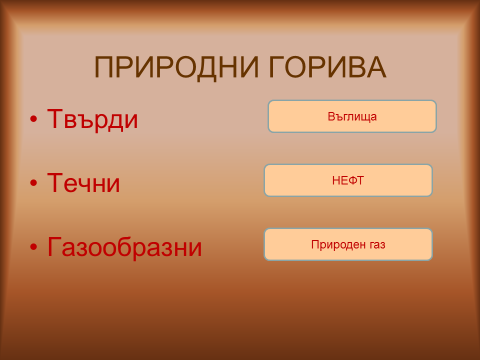 ПРИРОДНИ ГОРИВА
• Твърди
Въглища
• Течни
НЕФТ
• Газообразни
Природен газ